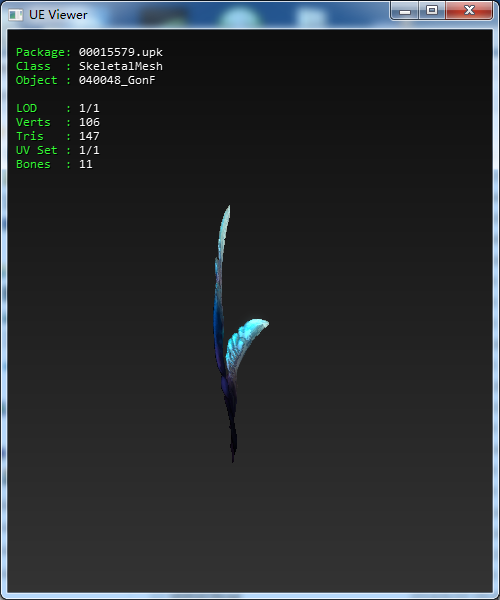 UE Viewer
Package: 00015579.upk
Class : SkeletalMesh
Object : 040048_GonF
LOD : 1/1
Verts : 106
Tris : 147
UV Set : 1/1
Bones : 11